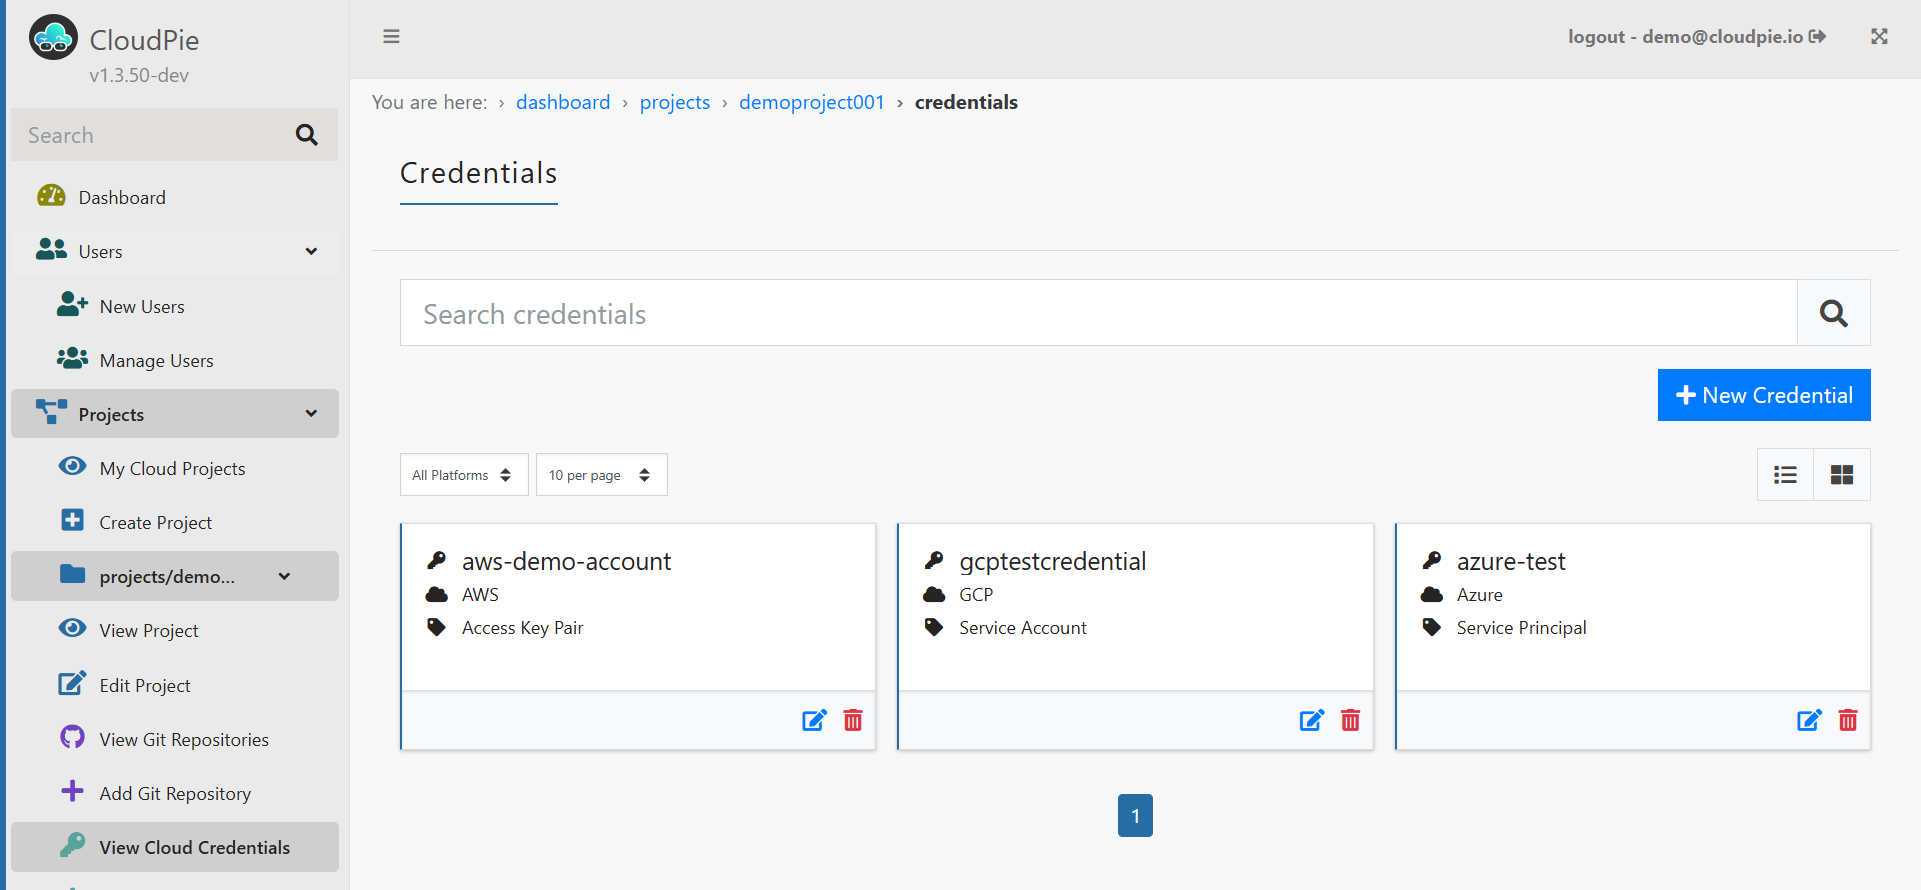 CloudPie
v1.3.50-dev
Search
Dashboard
Users
New Users
Manage Users
Projects
My Cloud Projects
Create Project
projects/demo...
View Project
Edit Project
View Git Repositories
Add Git Repository
View Cloud Credentials
logout - demo@cloudpie.io
You are here: › dashboard › projects › demoproject001 › credentials
Credentials
Search credentials
New Credential
All Platforms
10 per page
aws-demo-account
AWS
Access Key Pair
gcptestcredential
GCP
Service Account
azure-test
Azure
Service Principal
1